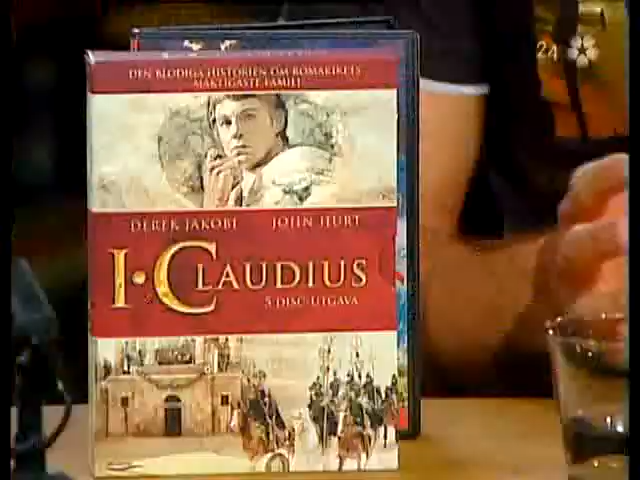 DEN BLODIGA HISTORIEN OM ROMARIKETS
MÄKTIGASTE FAMILJ
24
DEREK JAKOBI JOHN HURT
I·CLAUDIUS
5 DISC-UTGÅVA